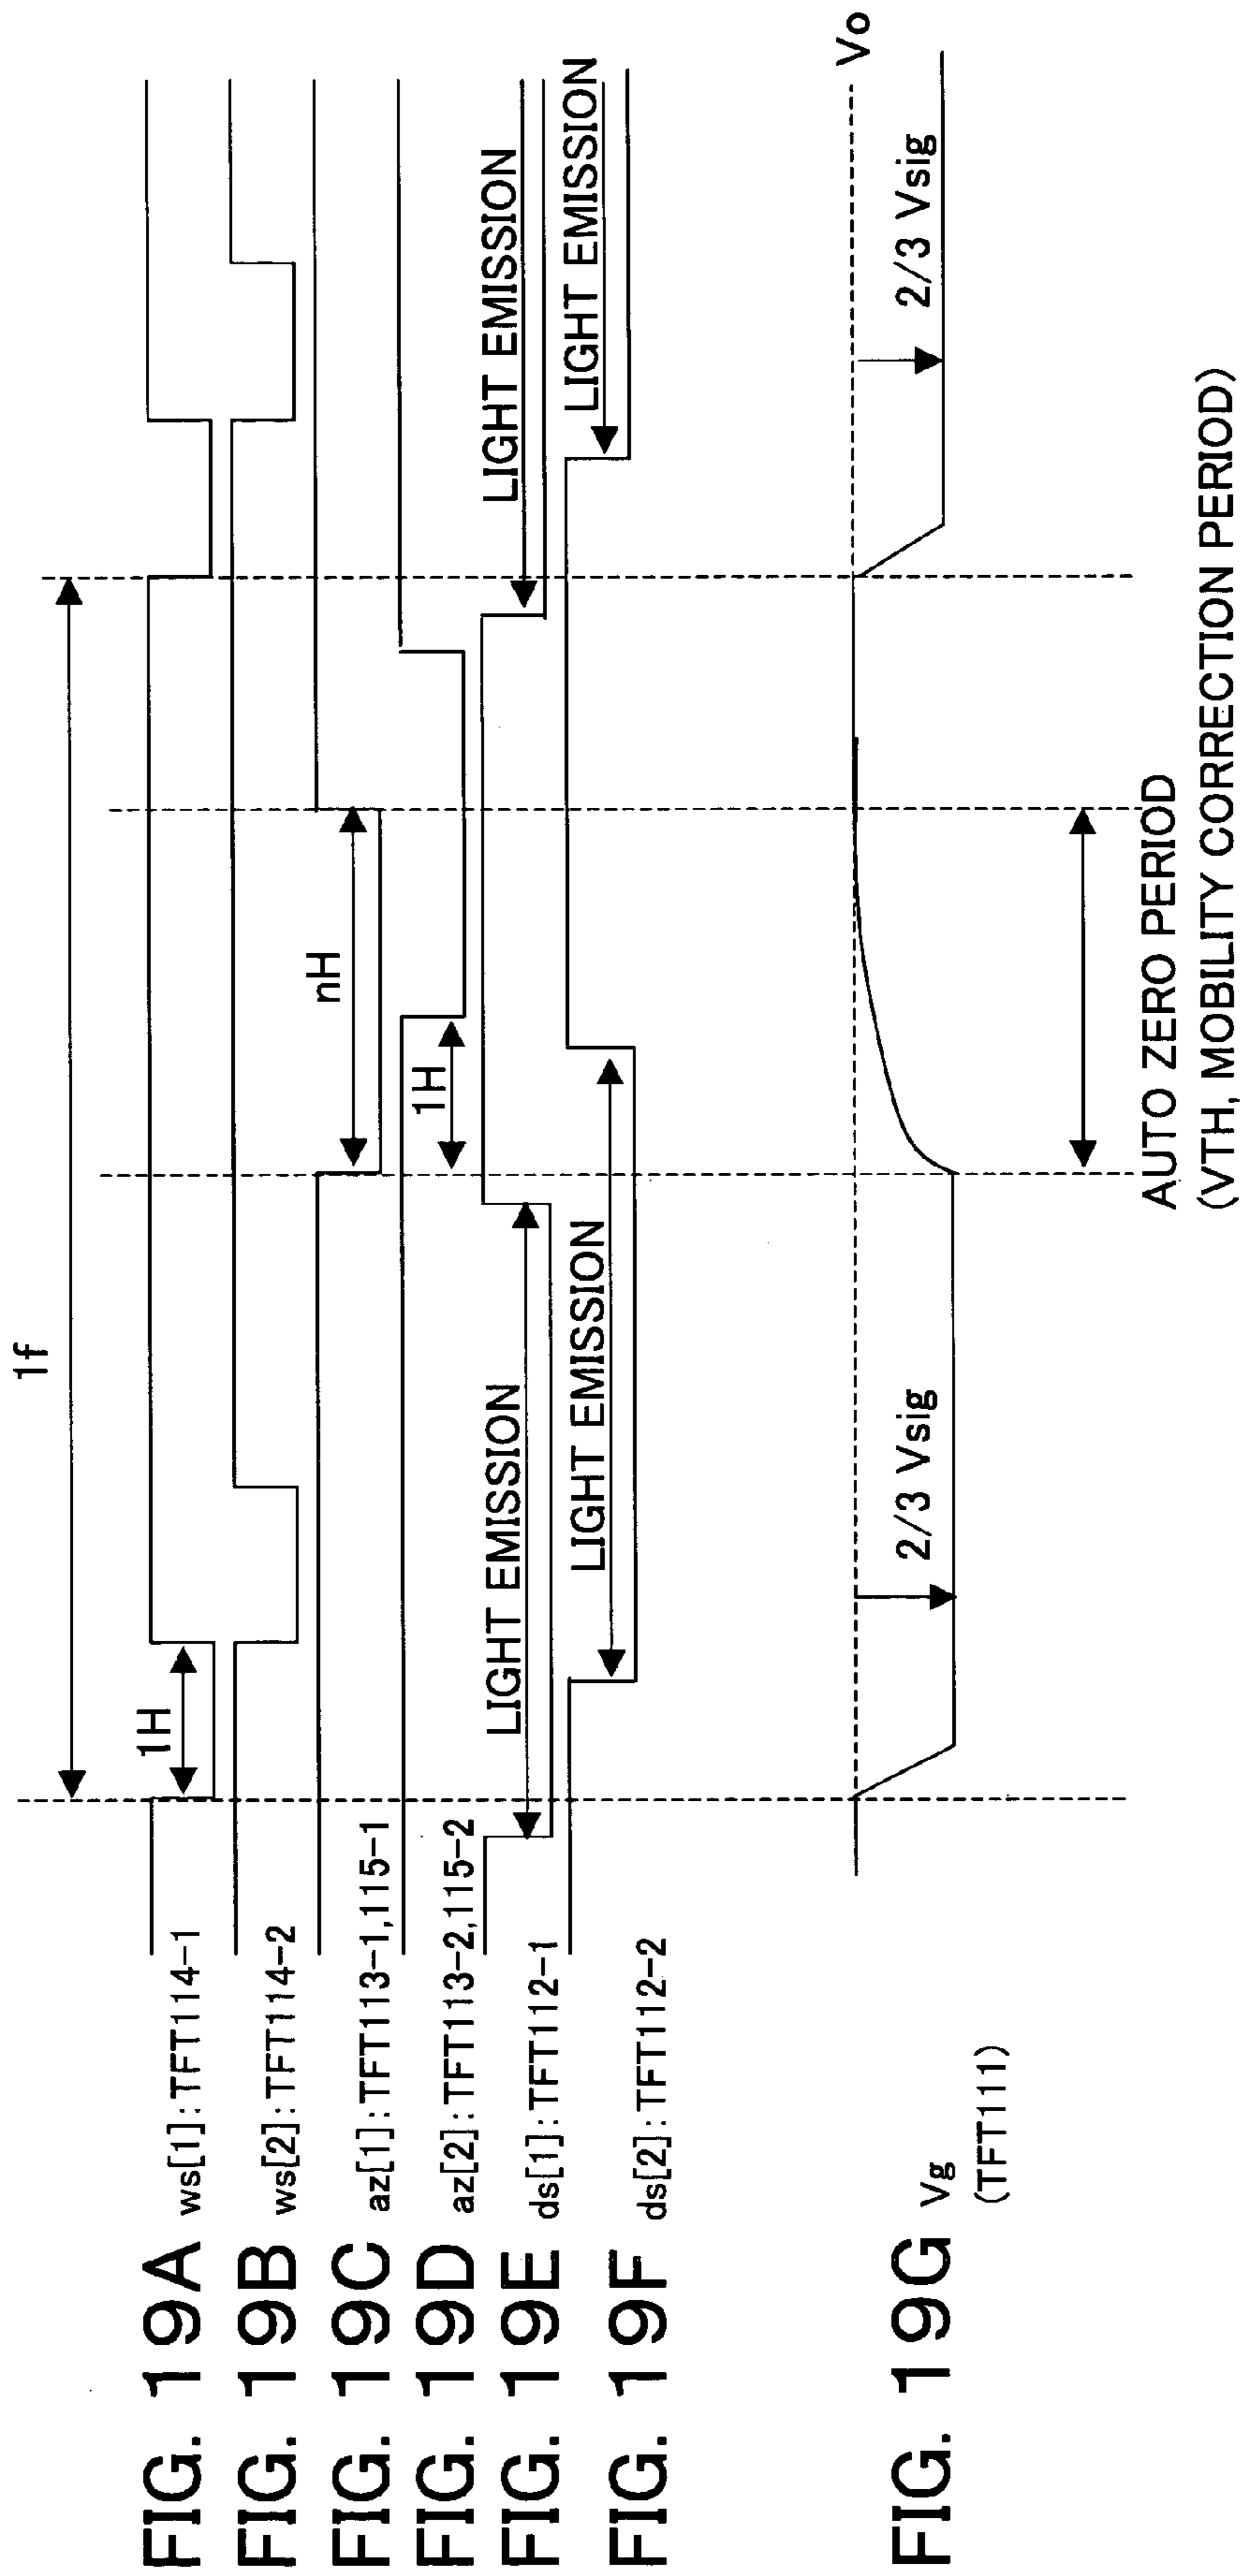 1f
FIG. 19A ws[1]:TFT114-1
1H
FIG. 19B ws[2]:TFT114-2
FIG. 19C az[1]:TFT113-1,115-1
nH
FIG. 19D az[2]:TFT113-2,115-2
1H
FIG. 19E ds[1]:TFT112-1
LIGHT EMISSION
LIGHT EMISSION
FIG. 19F ds[2]:TFT112-2
LIGHT EMISSION
LIGHT EMISSION
FIG. 19G Vg
(TFT111)
2/3 Vsig
2/3 Vsig
Vo
AUTO ZERO PERIOD
(VTH, MOBILITY CORRECTION PERIOD)